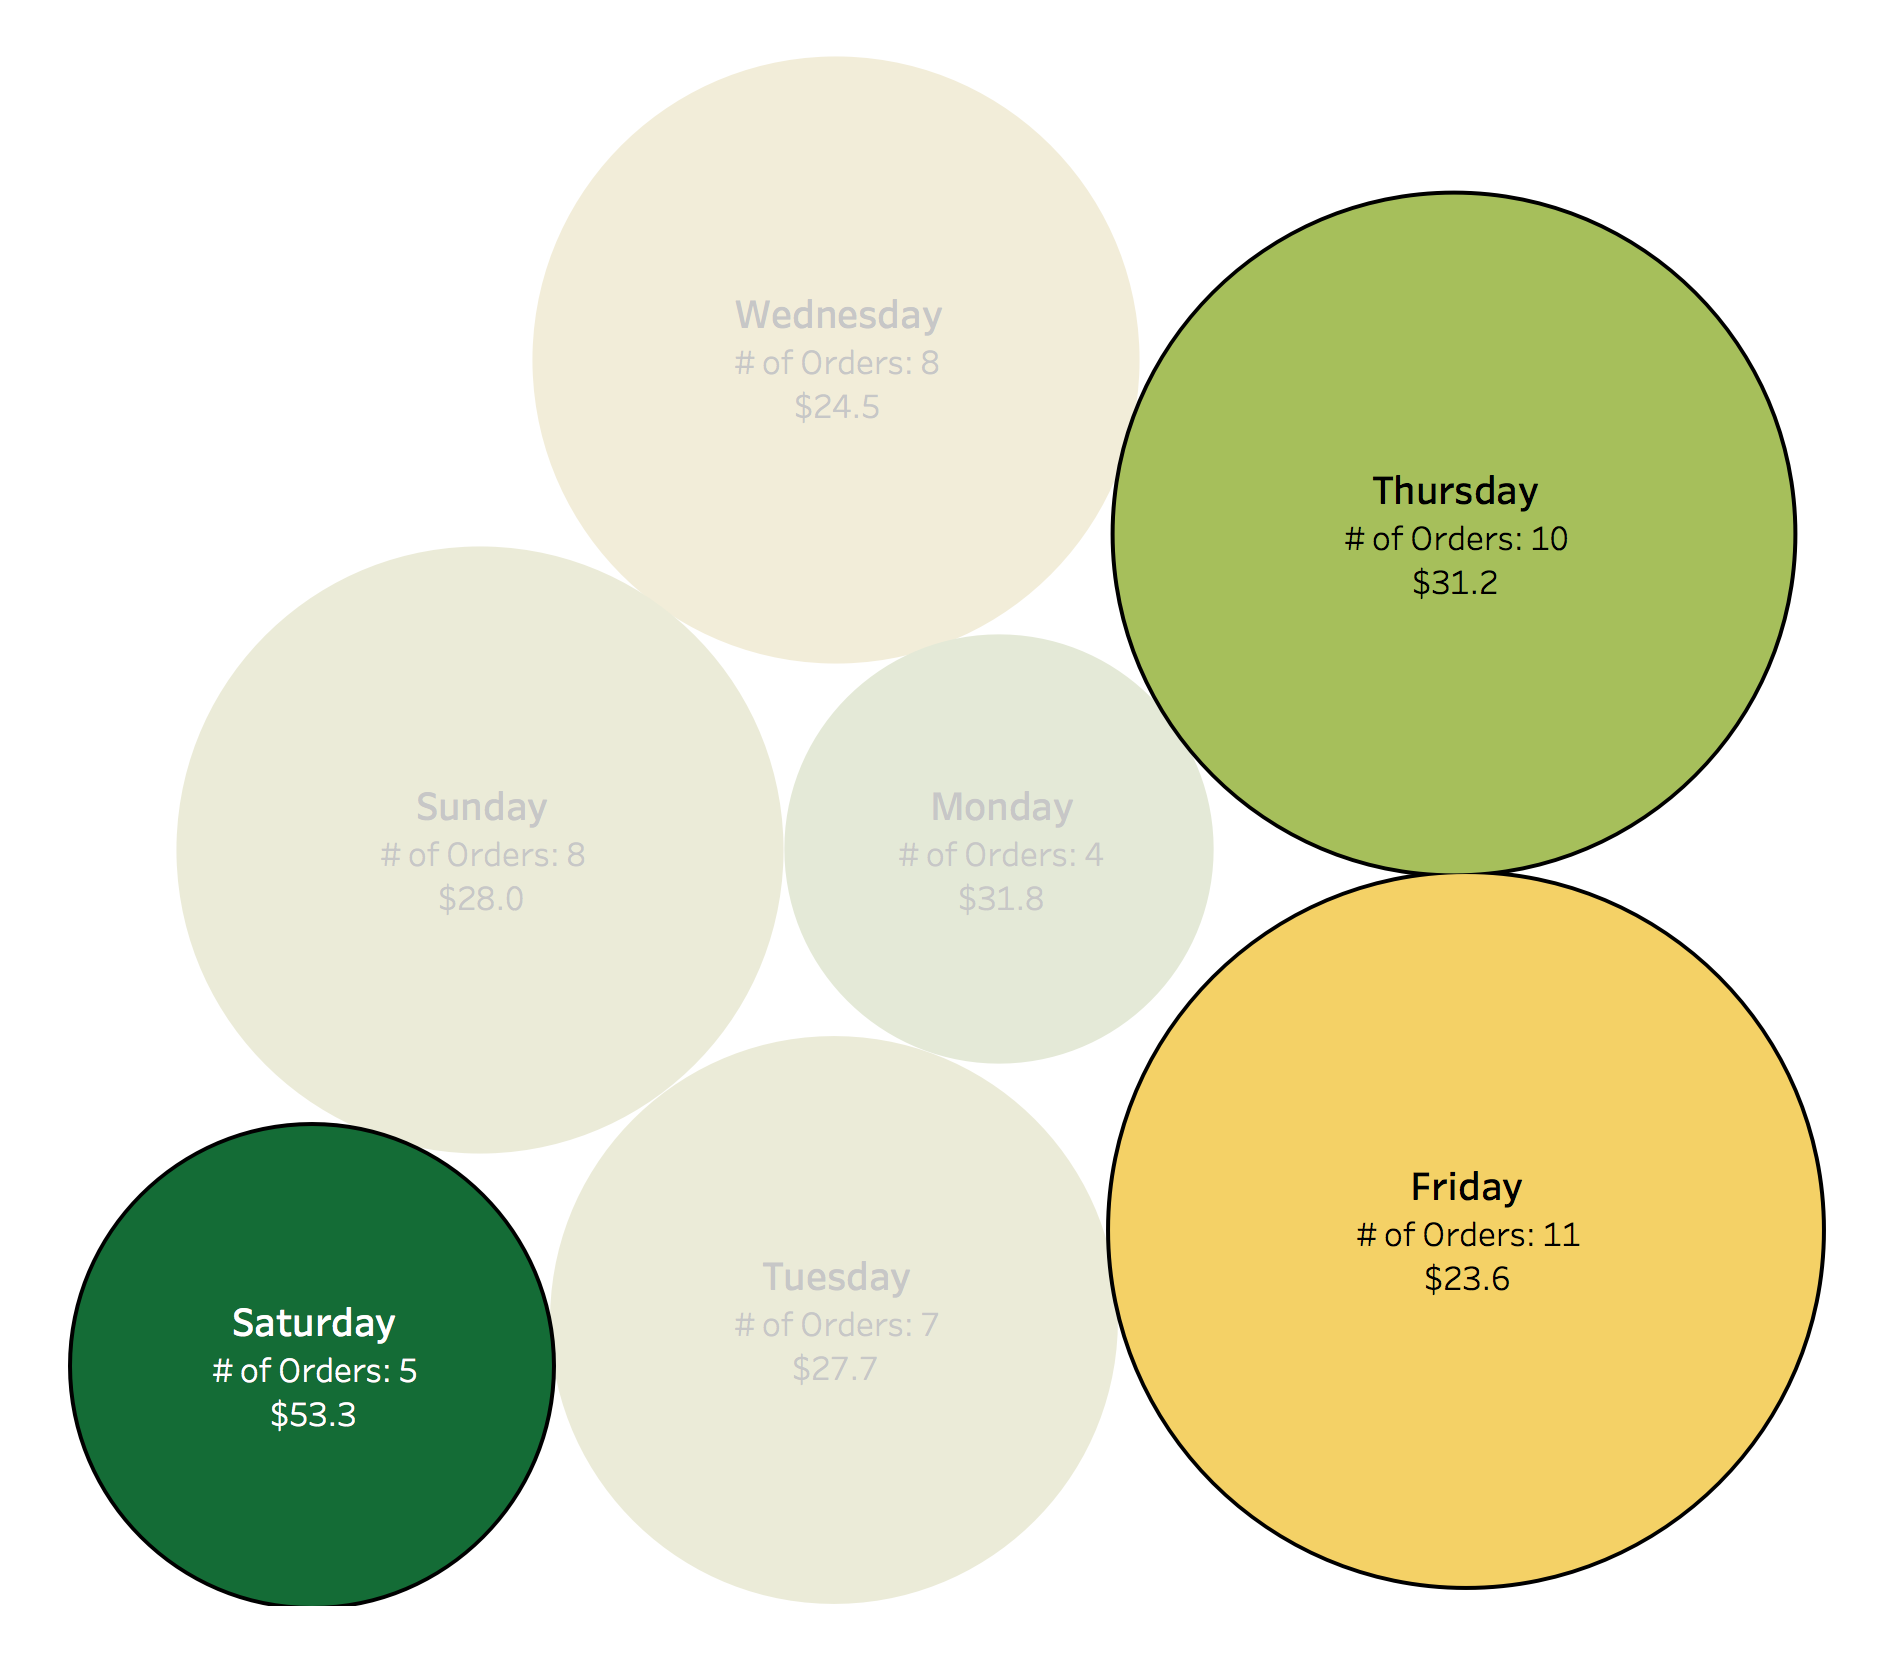 Wednesday
# of Orders: 8
$24.5
Thursday
# of Orders: 10
$31.2
Sunday
# of Orders: 8
$28.0
Monday
# of Orders: 4
$31.8
Friday
# of Orders: 11
$23.6
Tuesday
# of Orders: 7
$27.7
Saturday
# of Orders: 5
$53.3